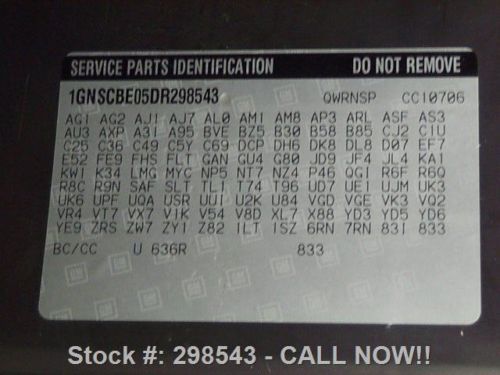 SERVICE PARTS IDENTIFICATION DO NOT REMOVE
1GNSCBE05DR298543 QWRNSP CC10706
AG1 AG2 AJ1 AJ7 AL0 AM1 AM8 AP3 ARL ASF AS3
AU3 AXP A31 A95 BVE BZ5 B30 B58 B85 CJ2 C1U
C25 C36 C49 C5Y C69 DCP DH6 DK8 DL8 D07 EF7
E52 FE9 FHS FLT GAN GU4 G80 JD9 JF4 JL4 KA1
KW1 K34 LMG MYC NP5 NT7 NZ4 P46 QG1 R6F R6Q
R8C R9N SAF SLT TL1 T74 T96 UD7 UE1 UJM UK3
UK6 UPF UQA USR UUI U2K U84 VGD VGE VK3 VQ2
VR4 VT7 VX7 V1K V54 V8D XL7 X88 YD3 YD5 YD6
YE9 ZRS ZW7 ZY1 Z82 1LT 1SZ 6RN 7RN 831 833
BC/CC U 636R 833
Stock #: 298543 - CALL NOW!!